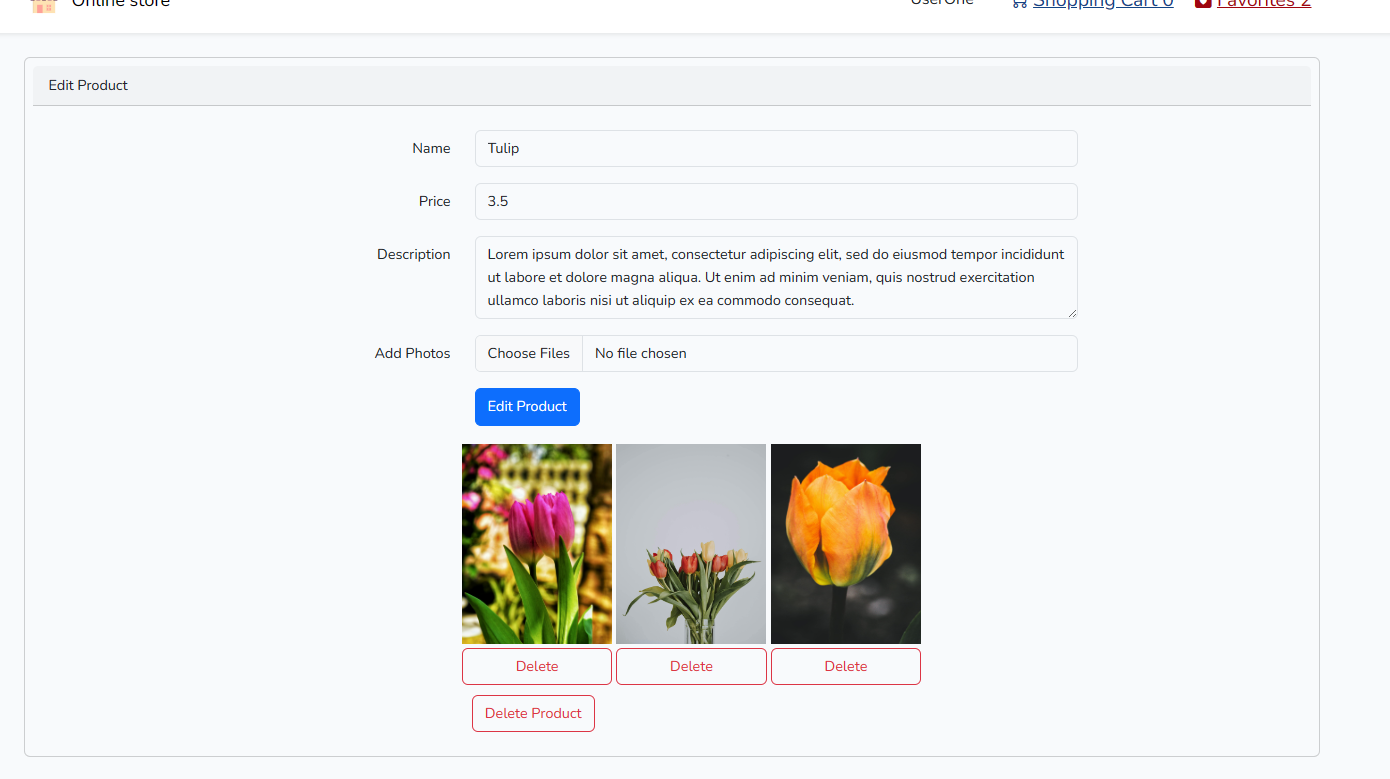 Online store
UserOne
Shopping Cart 0
Favorites 2
Edit Product
Name
Tulip
Price
3.5
Description
Lorem ipsum dolor sit amet, consectetur adipiscing elit, sed do eiusmod tempor incididunt
ut labore et dolore magna aliqua. Ut enim ad minim veniam, quis nostrud exercitation
ullamco laboris nisi ut aliquip ex ea commodo consequat.
Add Photos
Choose Files
No file chosen
Edit Product
Delete
Delete
Delete
Delete Product